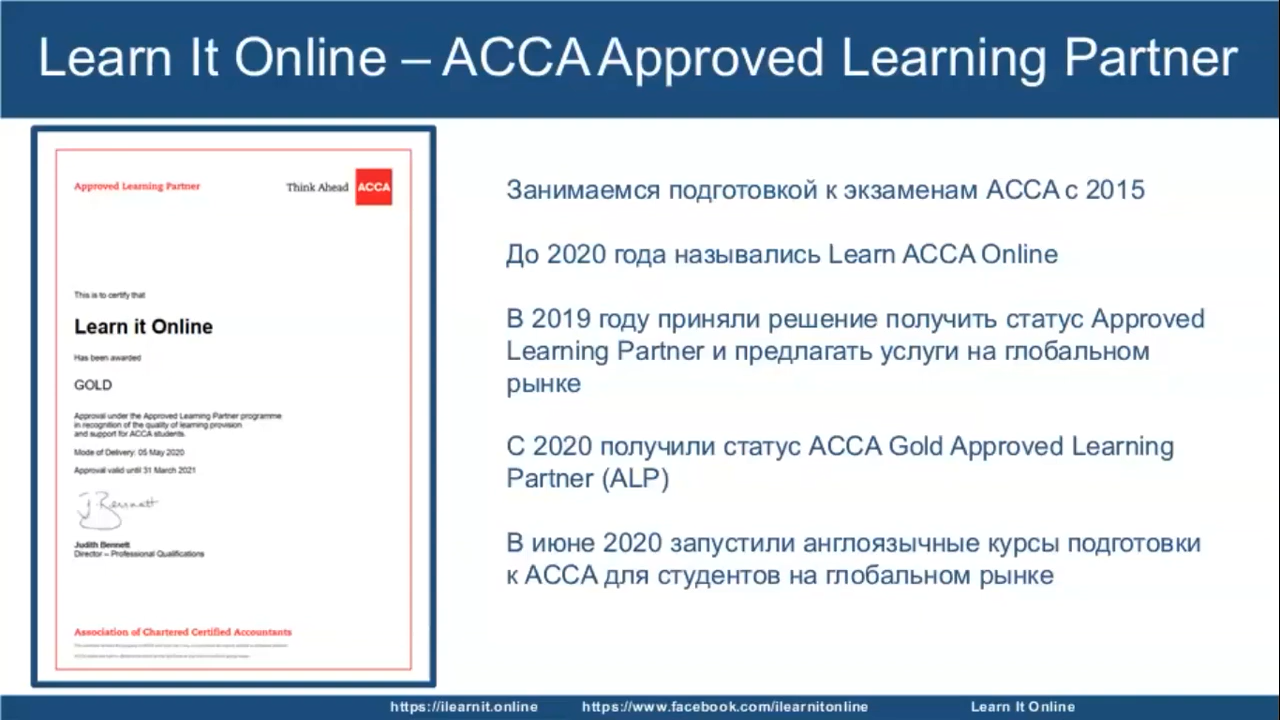 Learn It Online – ACCA Approved Learning Partner
Approved Learning Partner
Think Ahead ACCA
This is to certify that
Learn it Online
Has been awarded
GOLD
Approval under the Approved Learning Partner programme
in recognition of the quality of learning provision
and support for ACCA students.
Mode of Delivery: 05 May 2020
Approval valid until 31 March 2021
J. Bennett
Judith Bennett
Director – Professional Qualifications
Association of Chartered Certified Accountants
Занимаемся подготовкой к экзаменам ACCA с 2015
До 2020 года назывались Learn ACCA Online
В 2019 году приняли решение получить статус Approved
Learning Partner и предлагать услуги на глобальном
рынке
С 2020 получили статус ACCA Gold Approved Learning
Partner (ALP)
В июне 2020 запустили англоязычные курсы подготовки
к ACCA для студентов на глобальном рынке
https://ilearnit.online https://www.facebook.com/ilearnitonline Learn It Online